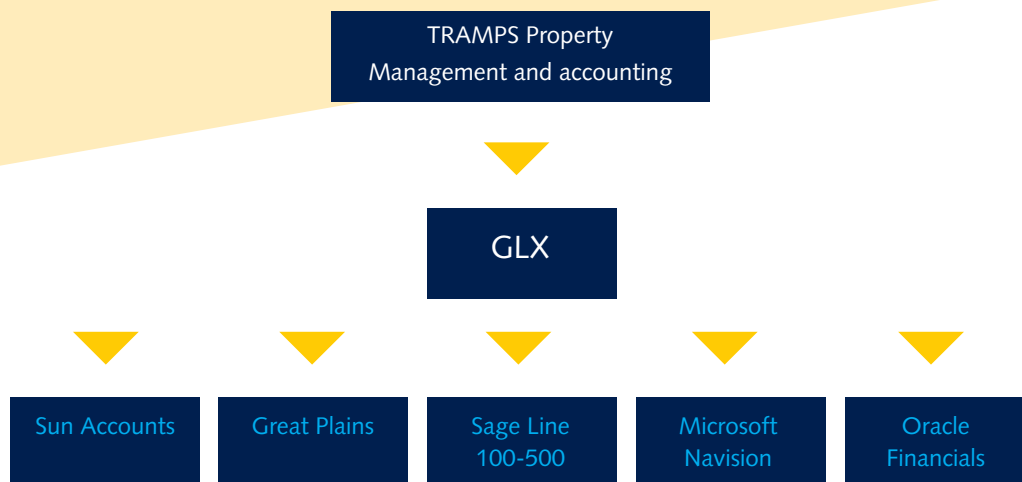 TRAMPS Property
Management and accounting
GLX
Sun Accounts
Great Plains
Sage Line
100-500
Microsoft
Navision
Oracle
Financials